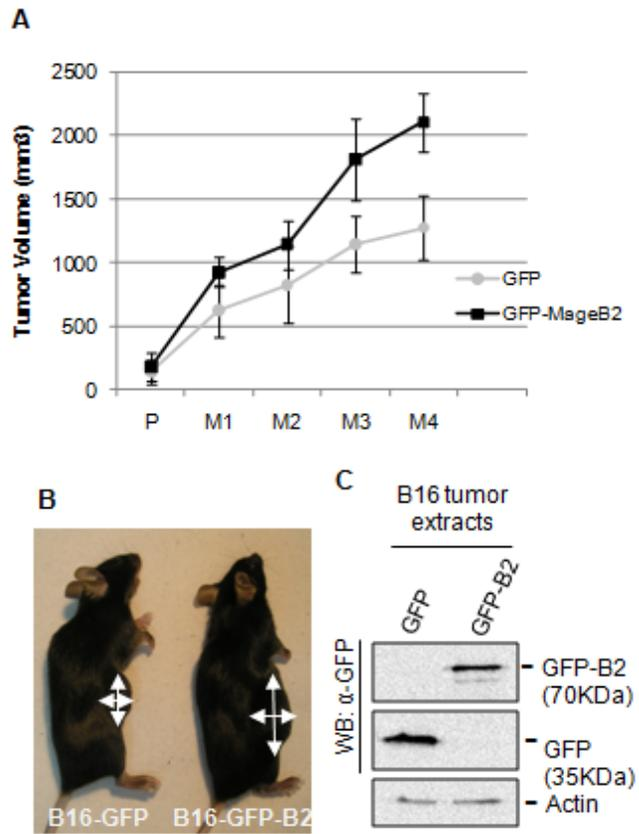 A
Tumor Volume (mm3)
2500
2000
1500
1000
500
0
P M1 M2 M3 M4
GFP
GFP-MageB2
B
B16-GFP B16-GFP-B2
C
B16 tumor
extracts
GFP GFP-B2
WB: α-GFP
GFP-B2
(70KDa)
GFP
(35KDa)
Actin